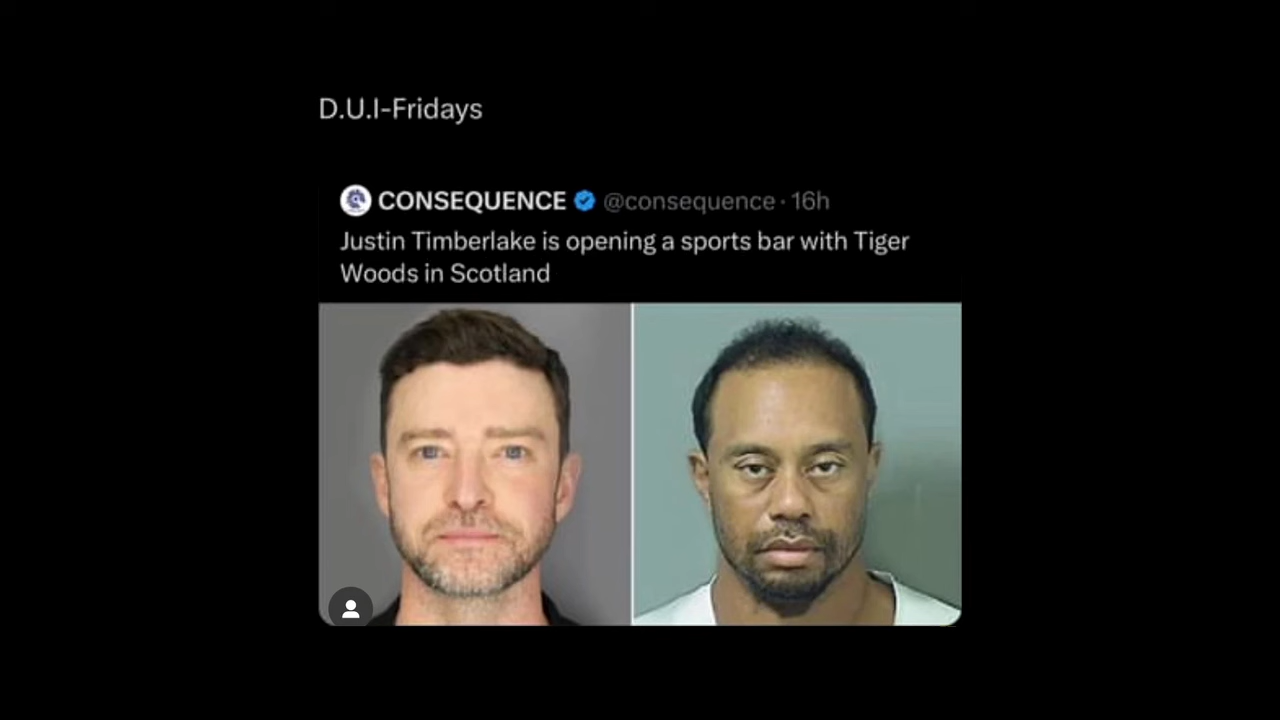 D.U.I-Fridays
CONSEQUENCE @consequence · 16h
Justin Timberlake is opening a sports bar with Tiger
Woods in Scotland